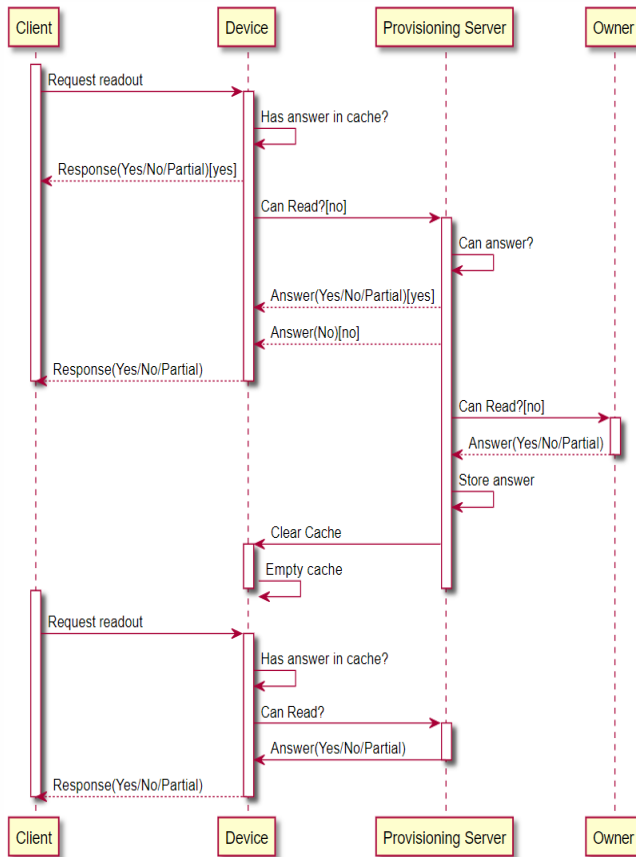 Client
Device
Provisioning Server
Owner
Request readout
Has answer in cache?
Response(Yes/No/Partial)[yes]
Can Read?[no]
Can answer?
Answer(Yes/No/Partial)[yes]
Answer(No)[no]
Response(Yes/No/Partial)
Can Read?[no]
Answer(Yes/No/Partial)
Store answer
Clear Cache
Empty cache
Request readout
Has answer in cache?
Can Read?
Answer(Yes/No/Partial)
Response(Yes/No/Partial)
Client
Device
Provisioning Server
Owner